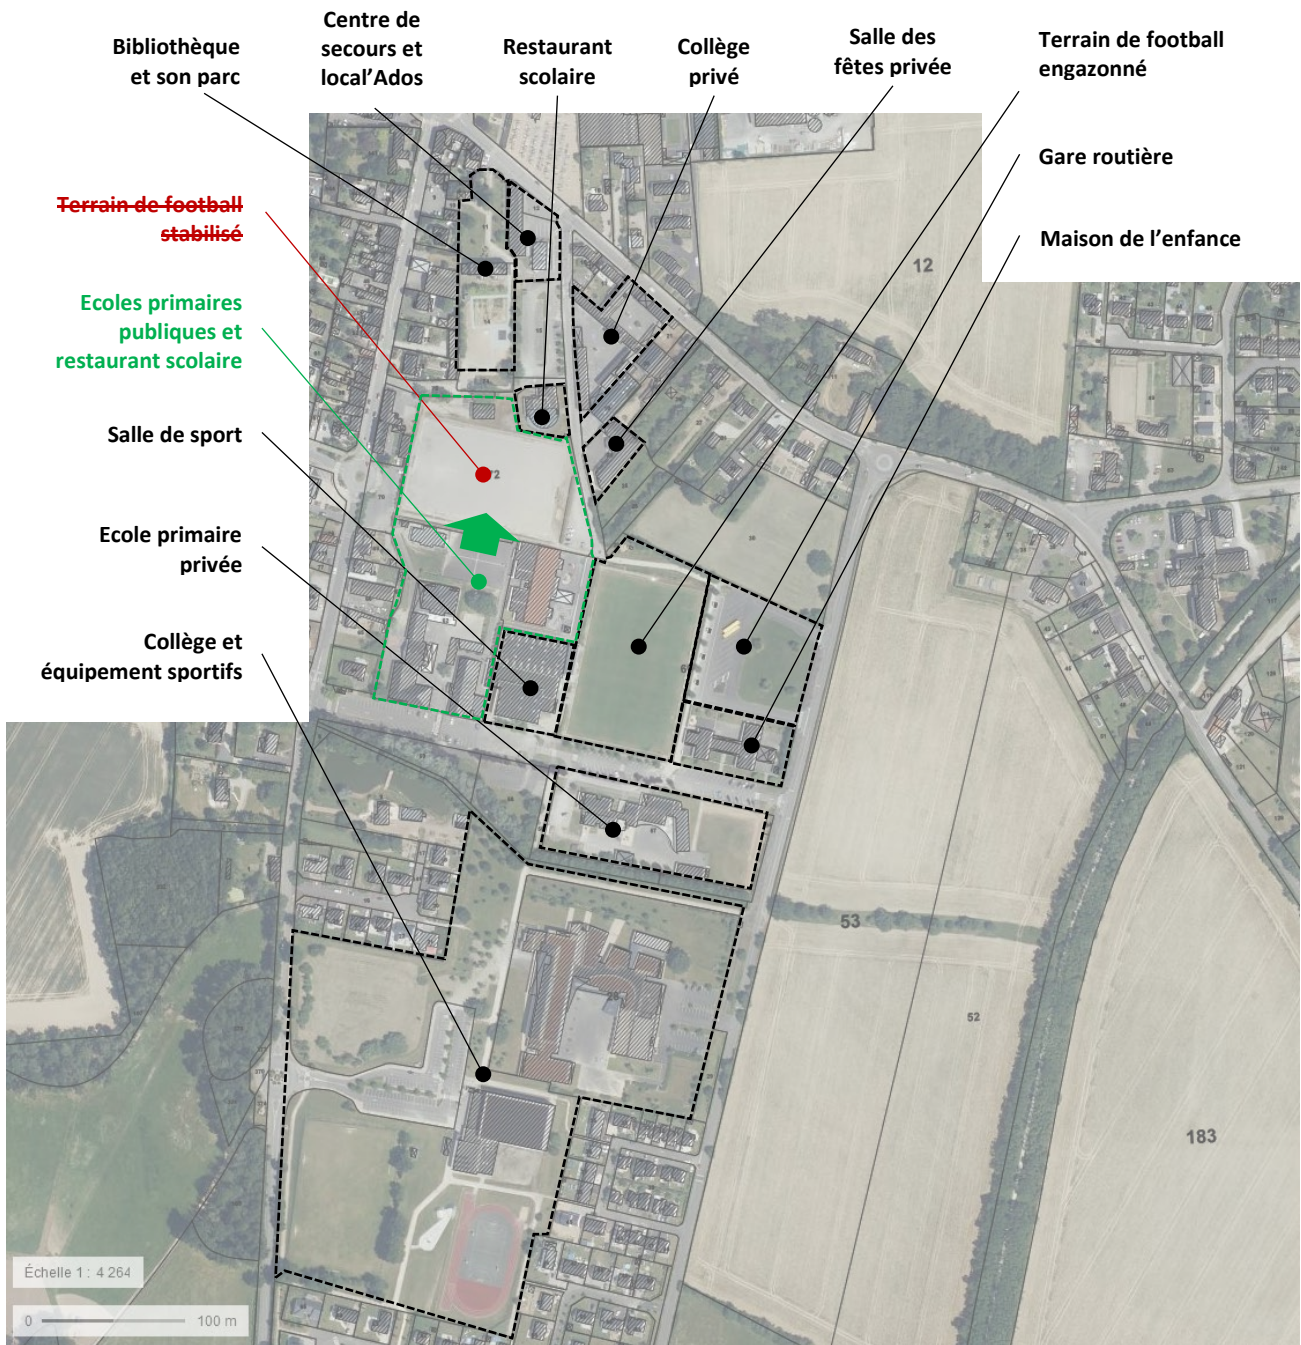 Centre de
secours et
local'Ados
Bibliothèque
et son parc
Restaurant
scolaire
Collège
privé
Salle des
fêtes privée
Terrain de football
engazonné
Gare routière
Maison de l'enfance
Terrain de football
stabilisé
Ecoles primaires
publiques et
restaurant scolaire
Salle de sport
Ecole primaire
privée
Collège et
équipement sportifs
12
53
52
183
Échelle 1 : 4 264
0 100 m